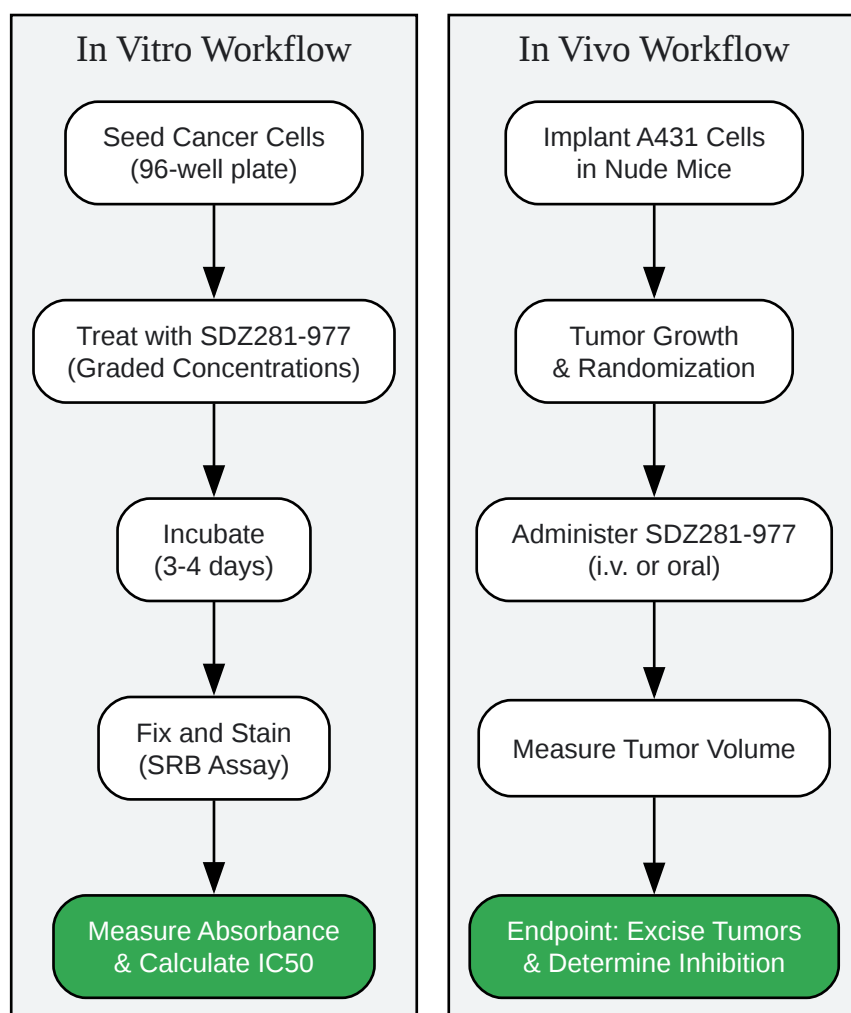 In Vitro Workflow
Seed Cancer Cells
(96-well plate)
Treat with SDZ281-977
(Graded Concentrations)
Incubate
(3-4 days)
Fix and Stain
(SRB Assay)
Measure Absorbance
& Calculate IC50
In Vivo Workflow
Implant A431 Cells
in Nude Mice
Tumor Growth
& Randomization
Administer SDZ281-977
(i.v. or oral)
Measure Tumor Volume
Endpoint: Excise Tumors
& Determine Inhibition